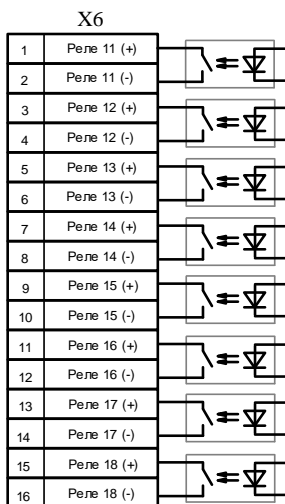 X6
1 Реле 11 (+)
2 Реле 11 (-)
3 Реле 12 (+)
4 Реле 12 (-)
5 Реле 13 (+)
6 Реле 13 (-)
7 Реле 14 (+)
8 Реле 14 (-)
9 Реле 15 (+)
10 Реле 15 (-)
11 Реле 16 (+)
12 Реле 16 (-)
13 Реле 17 (+)
14 Реле 17 (-)
15 Реле 18 (+)
16 Реле 18 (-)